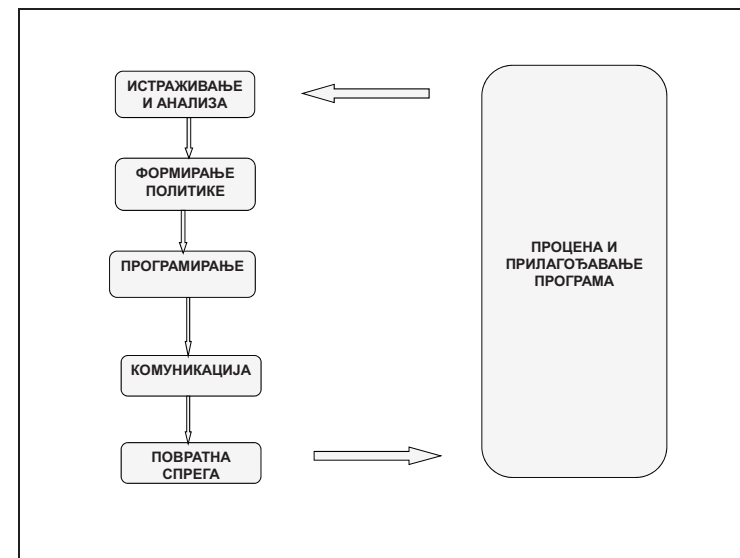 ИСТРАЖИВАЊЕ
И АНАЛИЗА
ФОРМИРАЊЕ
ПОЛИТИКЕ
ПРОГРАМИРАЊЕ
КОМУНИКАЦИЈА
ПОВРАТНА
СПРЕГА
ПРОЦЕНА И
ПРИЛАГОЂАВАЊЕ
ПРОГРАМА